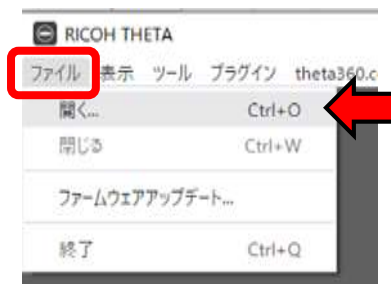 RICOH THETA
ファイル 表示 ツール プラグイン theta360.c
開く... Ctrl+O
閉じる Ctrl+W
ファームウェアアップデート...
終了 Ctrl+Q